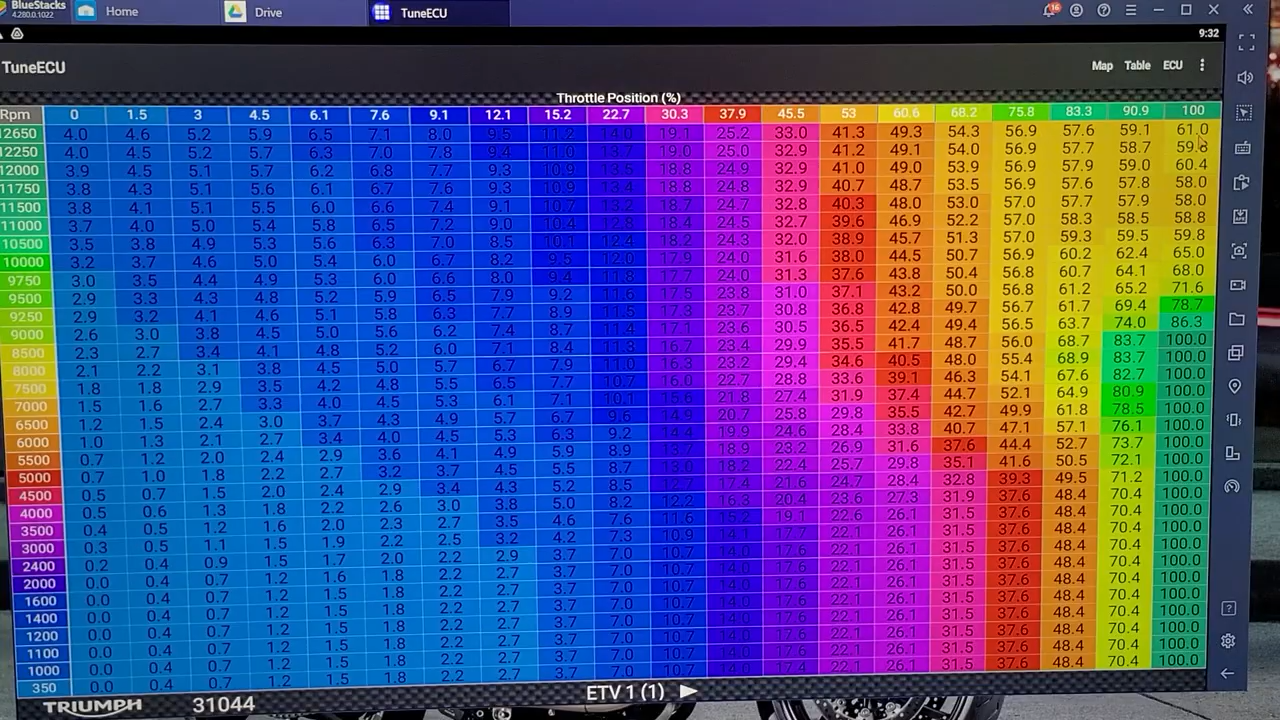 BlueStacks
4.280.0.1022
Home
Drive
TuneECU
16
9:32
TuneECU
Map Table ECU
Throttle Position (%)
Rpm 0 1.5 3 4.5 6.1 7.6 9.1 12.1 15.2 22.7 30.3 37.9 45.5 53 60.6 68.2 75.8 83.3 90.9 100
12650 4.0 4.6 5.2 5.9 6.5 7.1 8.0 9.5 11.2 14.0 19.1 25.2 33.0 41.3 49.3 54.3 56.9 57.6 59.1 61.0
12250 4.0 4.5 5.2 5.7 6.3 7.0 7.8 9.4 11.0 13.7 19.0 25.0 32.9 41.2 49.1 54.0 56.9 57.7 58.7 59.8
12000 3.9 4.5 5.1 5.7 6.2 6.8 7.7 9.3 10.9 13.5 18.8 24.9 32.9 41.0 49.0 53.9 56.9 57.9 59.0 60.4
11750 3.8 4.3 5.1 5.6 6.1 6.7 7.6 9.3 10.9 13.4 18.8 24.8 32.9 40.7 48.7 53.5 56.9 57.6 57.8 58.0
11500 3.8 4.1 5.1 5.5 6.0 6.6 7.4 9.1 10.7 13.2 18.7 24.7 32.8 40.3 48.0 53.0 57.0 57.7 57.9 58.0
11000 3.7 4.0 5.0 5.4 5.8 6.5 7.2 9.0 10.4 12.9 18.4 24.5 32.7 39.6 46.9 52.2 57.0 58.3 58.5 58.8
10500 3.5 3.8 4.9 5.3 5.6 6.3 7.0 8.5 10.1 12.4 18.2 24.3 32.0 38.9 45.7 51.3 57.0 59.3 59.5 59.8
10000 3.2 3.7 4.6 5.0 5.4 6.1 6.7 8.2 9.5 12.0 17.9 24.0 31.6 38.0 44.5 50.7 56.9 60.2 62.4 65.0
9750 3.0 3.5 4.4 4.9 5.3 6.0 6.6 8.0 9.4 11.8 17.7 24.0 31.3 37.6 43.8 50.4 56.8 60.7 64.1 68.0
9500 2.9 3.3 4.3 4.8 5.2 5.9 6.5 7.9 9.2 11.6 17.5 23.8 31.0 37.1 43.2 50.0 56.8 61.2 65.2 71.6
9250 2.9 3.2 4.1 4.6 5.1 5.8 6.3 7.7 8.9 11.5 17.3 23.7 30.8 36.8 42.8 49.7 56.7 61.7 69.4 78.7
9000 2.6 3.0 3.8 4.5 5.0 5.6 6.2 7.4 8.7 11.5 17.1 23.6 30.5 36.5 42.4 49.4 56.5 63.7 74.0 86.3
8500 2.3 2.7 3.4 4.1 4.8 5.2 6.0 7.1 8.4 11.3 16.7 23.4 29.9 35.5 41.7 48.7 56.0 68.7 83.7 100.0
8000 2.1 2.2 3.1 3.8 4.5 5.0 5.7 6.7 7.9 11.0 16.3 23.2 29.4 34.6 40.5 48.0 55.4 68.9 83.7 100.0
7500 1.8 1.8 2.9 3.5 4.2 4.8 5.5 6.5 7.7 10.7 16.0 22.7 28.8 33.6 39.1 46.3 54.1 67.6 82.7 100.0
7000 1.5 1.6 2.7 3.3 4.0 4.5 5.3 6.1 7.1 10.1 15.6 21.8 27.4 31.9 37.4 44.7 52.1 64.9 80.9 100.0
6500 1.2 1.5 2.4 3.0 3.7 4.3 4.9 5.7 6.7 9.6 14.9 20.7 25.8 29.8 35.5 42.7 49.9 61.8 78.5 100.0
6000 1.0 1.3 2.1 2.7 3.4 4.0 4.5 5.3 6.3 9.2 14.4 19.9 24.6 28.4 33.8 40.7 47.1 57.1 76.1 100.0
5500 0.7 1.2 2.0 2.4 2.9 3.6 4.1 4.9 5.9 8.9 13.7 18.9 23.2 26.9 31.6 37.6 44.4 52.7 73.7 100.0
5000 0.7 1.0 1.8 2.2 2.7 3.2 3.7 4.5 5.5 8.7 13.0 18.2 22.4 25.7 29.8 35.1 41.6 50.5 72.1 100.0
4500 0.5 0.7 1.5 2.0 2.4 2.9 3.4 4.3 5.2 8.5 12.7 17.4 21.6 24.7 28.4 32.8 39.3 49.5 71.2 100.0
4000 0.5 0.6 1.3 1.8 2.2 2.6 3.0 3.8 5.0 8.2 12.2 16.3 20.4 23.6 27.3 31.9 37.6 48.4 70.4 100.0
3500 0.4 0.5 1.2 1.6 2.0 2.3 2.7 3.5 4.6 7.6 11.6 15.2 19.1 22.6 26.1 31.5 37.6 48.4 70.4 100.0
3000 0.3 0.5 1.1 1.5 1.9 2.2 2.5 3.2 4.2 7.3 10.9 14.1 17.7 22.1 26.1 31.5 37.6 48.4 70.4 100.0
2400 0.2 0.4 0.9 1.5 1.7 2.0 2.2 2.9 3.7 7.0 10.7 14.0 17.6 22.1 26.1 31.5 37.6 48.4 70.4 100.0
2000 0.0 0.4 0.7 1.2 1.6 1.8 2.2 2.7 3.7 7.0 10.7 14.0 17.6 22.1 26.1 31.5 37.6 48.4 70.4 100.0
1600 0.0 0.4 0.7 1.2 1.5 1.8 2.2 2.7 3.7 7.0 10.7 14.0 17.6 22.1 26.1 31.5 37.6 48.4 70.4 100.0
1400 0.0 0.4 0.7 1.2 1.5 1.8 2.2 2.7 3.7 7.0 10.7 14.0 17.6 22.1 26.1 31.5 37.6 48.4 70.4 100.0
1200 0.0 0.4 0.7 1.2 1.5 1.8 2.2 2.7 3.7 7.0 10.7 14.0 17.6 22.1 26.1 31.5 37.6 48.4 70.4 100.0
1100 0.0 0.4 0.7 1.2 1.5 1.8 2.2 2.7 3.7 7.0 10.7 14.0 17.6 22.1 26.1 31.5 37.6 48.4 70.4 100.0
1000 0.0 0.4 0.7 1.2 1.5 1.8 2.2 2.7 3.7 7.0 10.7 14.0 17.6 22.1 26.1 31.5 37.6 48.4 70.4 100.0
350 0.0 0.4 0.7 1.2 1.5 1.8 2.2 2.7 3.7 7.0 10.7 14.0 17.4 22.1 26.1 31.5 37.6 48.4 70.4 100.0
TRIUMPH 31044 ETV 1 (1)